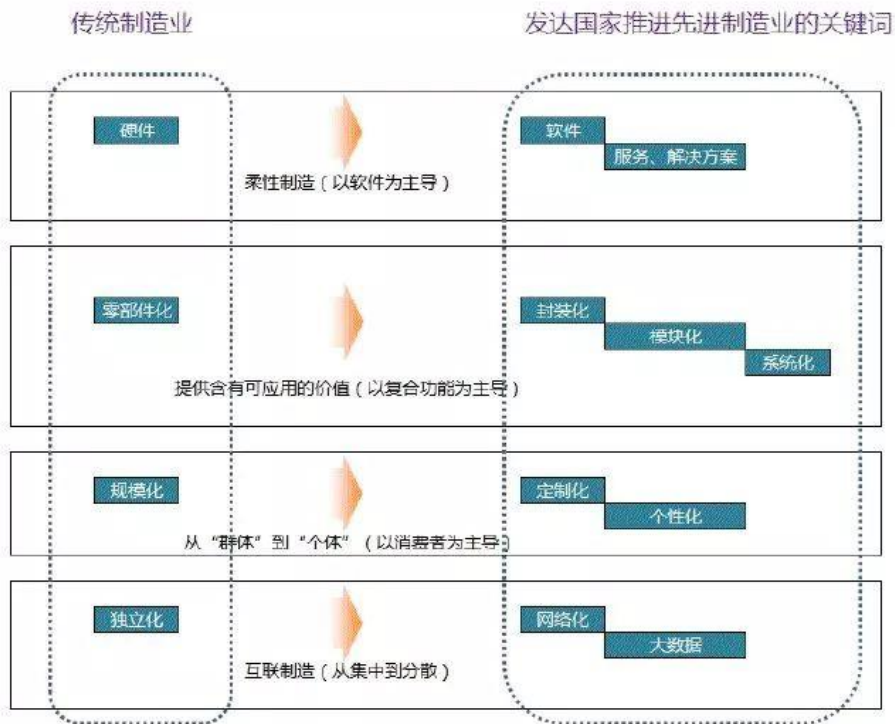 传统制造业
发达国家推进先进制造业的关键词
硬件
软件
服务、解决方案
柔性制造（以软件为主导）
零部件化
封装化
模块化
系统化
提供含有可应用的价值（以复合功能为主导）
规模化
定制化
个性化
从“群体”到“个体”（以消费者为主导）
独立化
网络化
大数据
互联制造（从集中到分散）